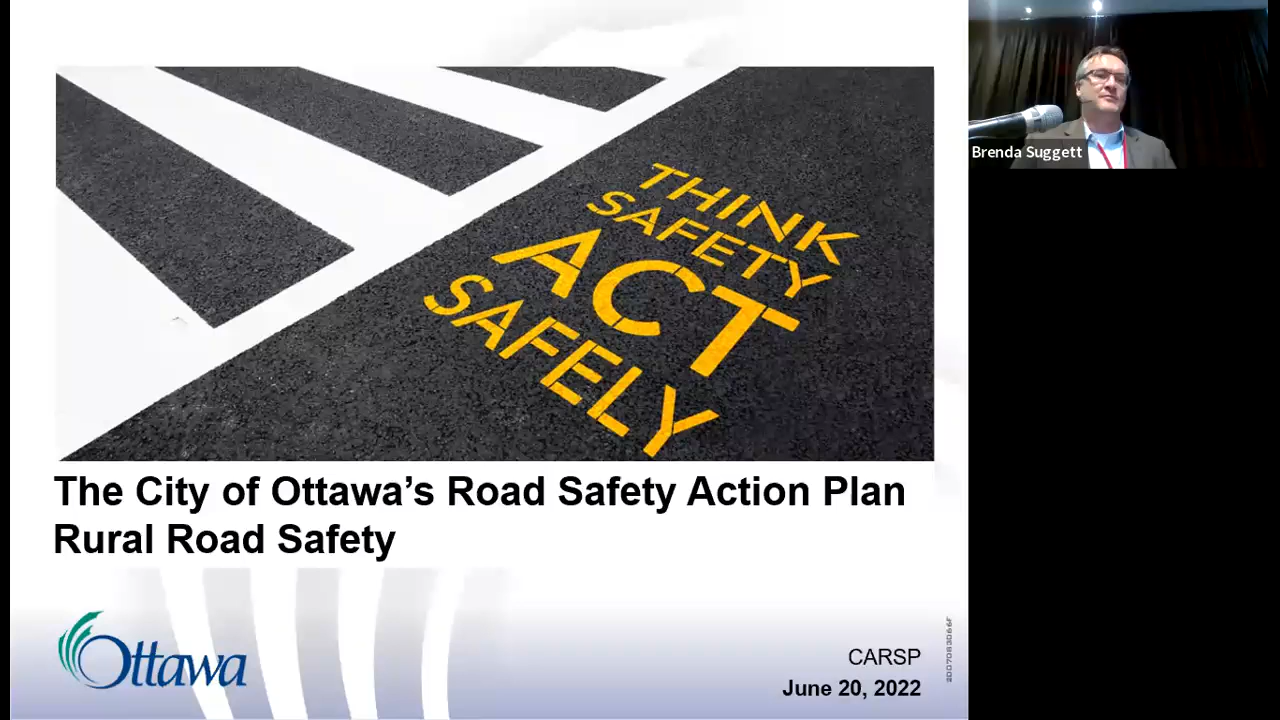 THINK
SAFETY
ACT
SAFELY
The City of Ottawa's Road Safety Action Plan
Rural Road Safety
Ottawa
CARSP
June 20, 2022
Brenda Suggett